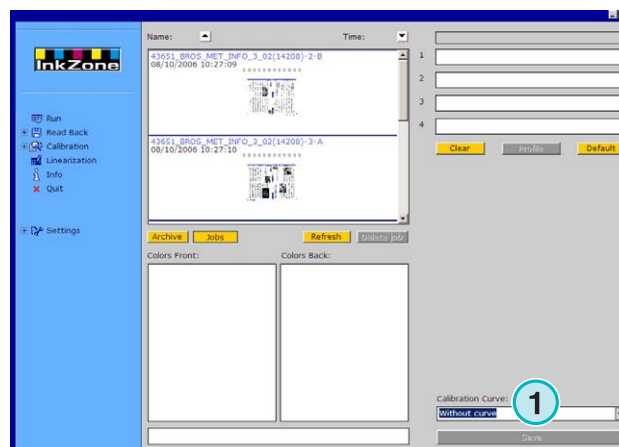 InkZone
Run
Read Back
Calibration
Linearization
Info
Quit
Settings
Name:
Time:
43651_BROS_MET_INFO_3_02(14208)-2-B
08/10/2006 10:27:09
43651_BROS_MET_INFO_3_02(14208)-3-A
08/10/2006 10:27:10
Archive
Jobs
Refresh
Delete job
Colors Front:
Colors Back:
1
2
3
4
Clear
Profile
Default
Calibration Curve:
1
Without curve
Save